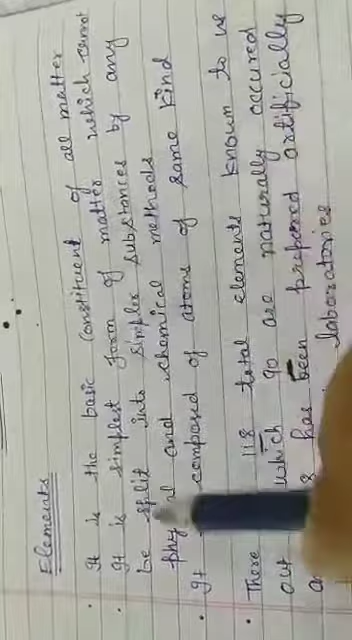 Elements
• It is the basic constituent of all matter
• It is simplest form of matter which cannot
be split into simpler substances by any
and chemical methods
• It compound of atoms of same kind
• There 118 total elements known to us
out which 90 are naturally occured
has been prepared artificially
laboratories